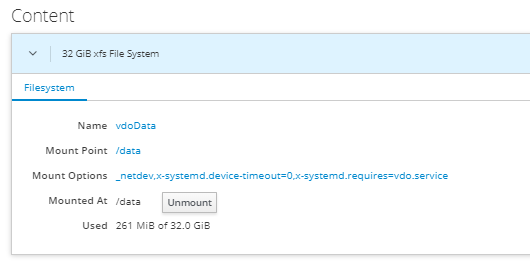 Content
32 GiB xfs File System
Filesystem
Name vdoData
Mount Point /data
Mount Options _netdev,x-systemd.device-timeout=0,x-systemd.requires=vdo.service
Mounted At /data Unmount
Used 261 MiB of 32.0 GiB